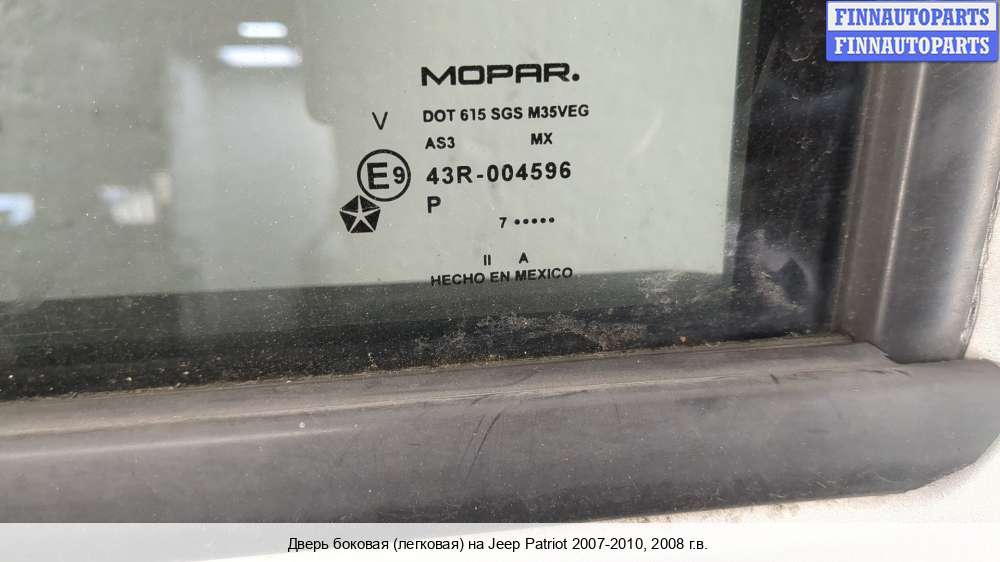 FINNAUTOPARTS
FINNAUTOPARTS
MOPAR.
V
DOT 615 SGS M35VEG
AS3 MX
E9 43R-004596
P
7 •••••
II A
HECHO EN MEXICO
Дверь боковая (легковая) на Jeep Patriot 2007-2010, 2008 г.в.